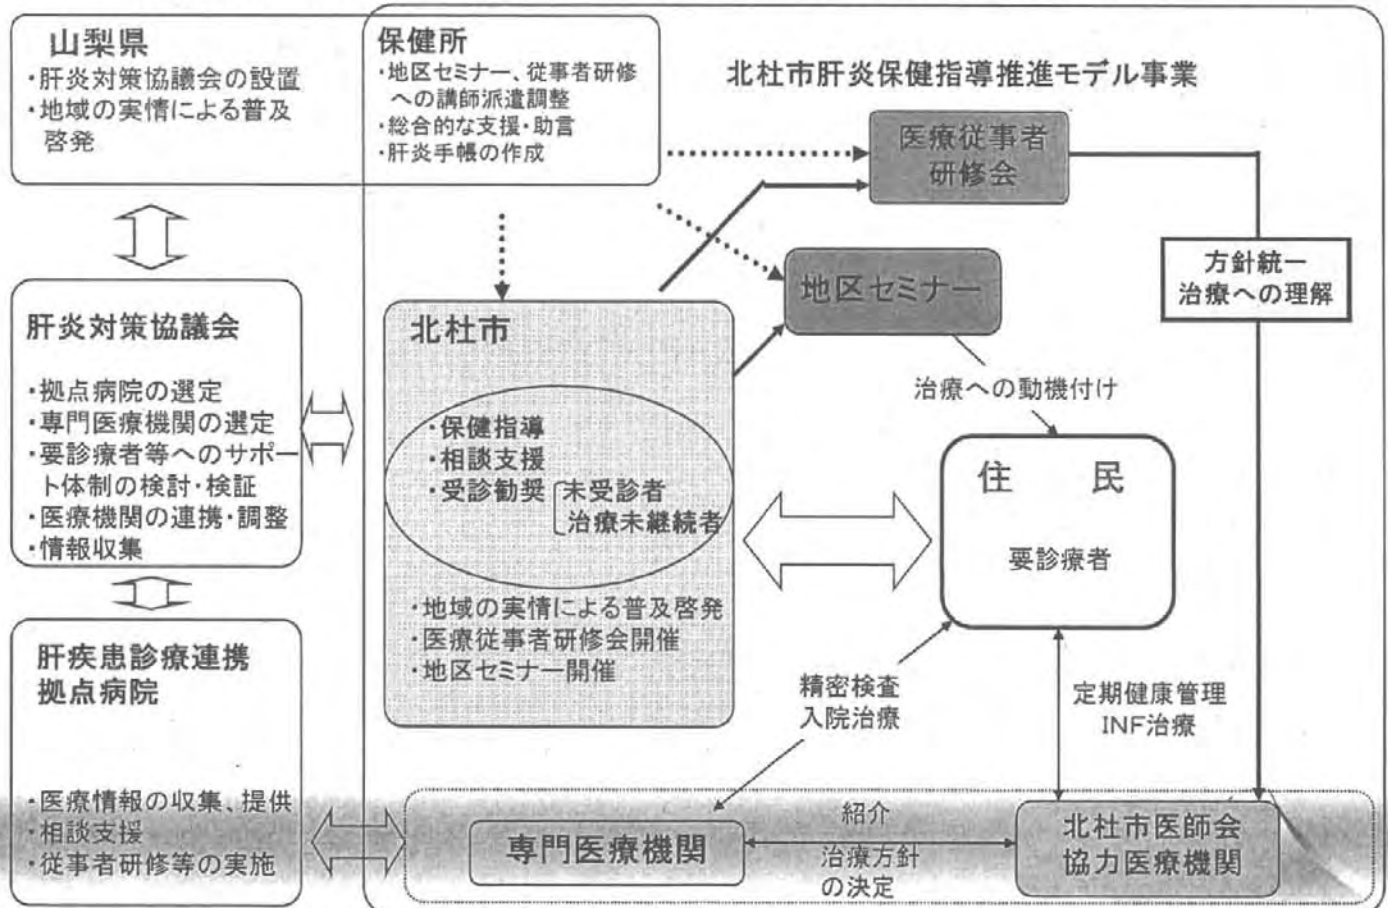 山梨県
・肝炎対策協議会の設置
・地域の実情による普及
啓発
保健所
・地区セミナー、従事者研修
への講師派遣調整
・総合的な支援・助言
・肝炎手帳の作成
北杜市肝炎保健指導推進モデル事業
医療従事者
研修会
地区セミナー
方針統一
治療への理解
肝炎対策協議会
・拠点病院の選定
・専門医療機関の選定
・要診療者等へのサポー
ト体制の検討・検証
・医療機関の連携・調整
・情報収集
北杜市
・保健指導
・相談支援
・受診勧奨 未受診者
治療未継続者
・地域の実情による普及啓発
・医療従事者研修会開催
・地区セミナー開催
治療への動機付け
住 民
要診療者
肝疾患診療連携
拠点病院
・医療情報の収集、提供
・相談支援
・従事者研修等の実施
精密検査
入院治療
定期健康管理
INF治療
専門医療機関
紹介
治療方針
の決定
北杜市医師会
協力医療機関